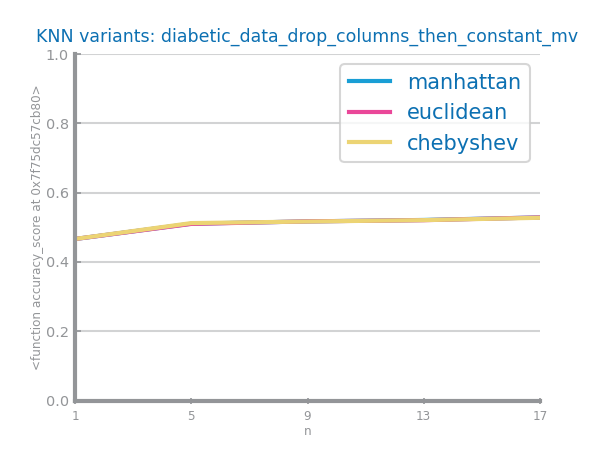 KNN variants: diabetic_data_drop_columns_then_constant_mv
<function accuracy_score at 0x7f75dc57cb80>
1.0
0.8
0.6
0.4
0.2
0.0
manhattan
euclidean
chebyshev
1 5 9 13 17
n